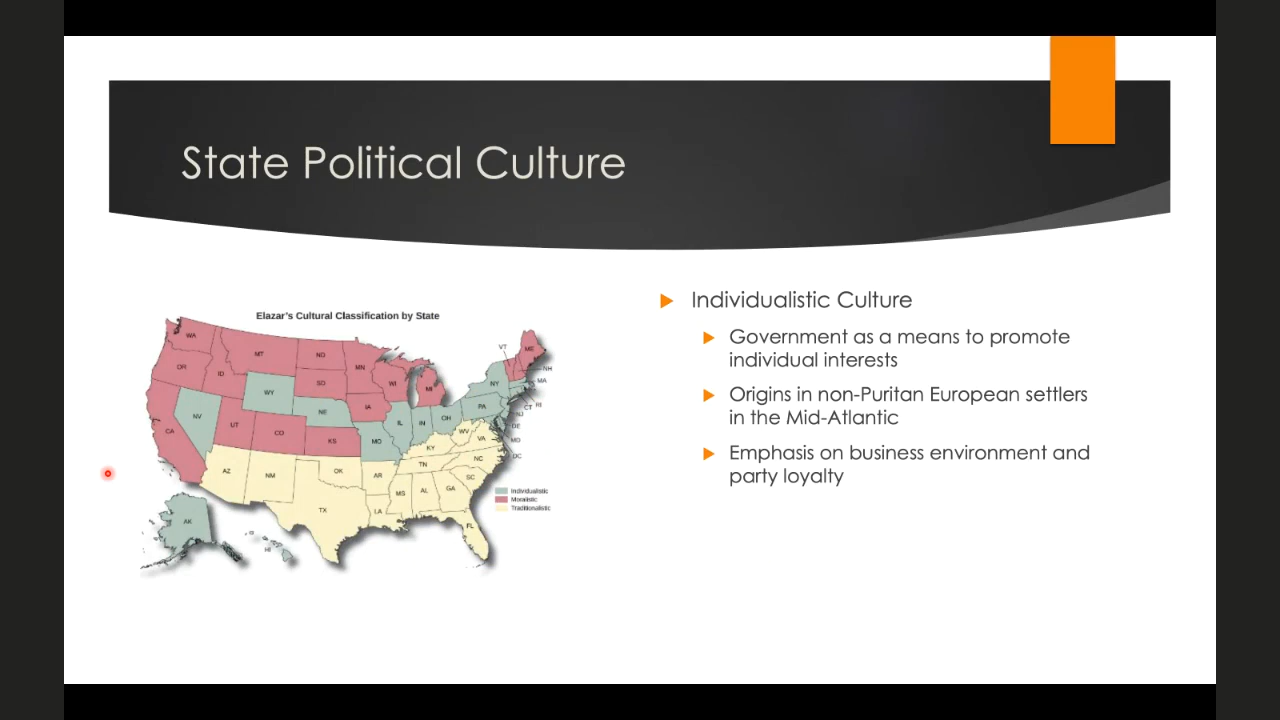 State Political Culture
Elazar's Cultural Classification by State
WA
MT
ND
MN
VT
ME
OR
ID
SD
WI
MI
NH
MA
WY
NY
CT
RI
NV
NE
IA
PA
NJ
UT
CO
KS
MO
IL
IN
OH
DE
MD
DC
CA
WV
VA
KY
AZ
NM
OK
AR
TN
NC
SC
MS
AL
GA
TX
LA
FL
AK
HI
Individualistic
Moralistic
Traditionalistic
Individualistic Culture
Government as a means to promote
individual interests
Origins in non-Puritan European settlers
in the Mid-Atlantic
Emphasis on business environment and
party loyalty